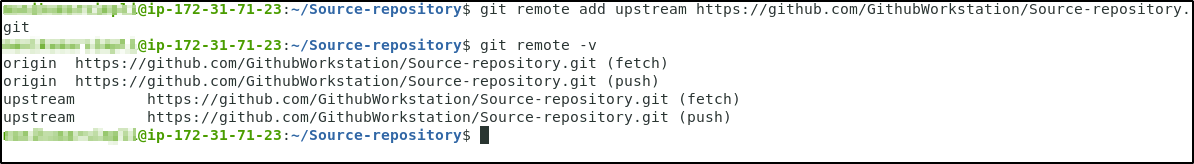 @ip-172-31-71-23:~/Source-repository$ git remote add upstream https://github.com/GithubWorkstation/Source-repository.
git
@ip-172-31-71-23:~/Source-repository$ git remote -v
origin  https://github.com/GithubWorkstation/Source-repository.git (fetch)
origin  https://github.com/GithubWorkstation/Source-repository.git (push)
upstream        https://github.com/GithubWorkstation/Source-repository.git (fetch)
upstream        https://github.com/GithubWorkstation/Source-repository.git (push)
@ip-172-31-71-23:~/Source-repository$